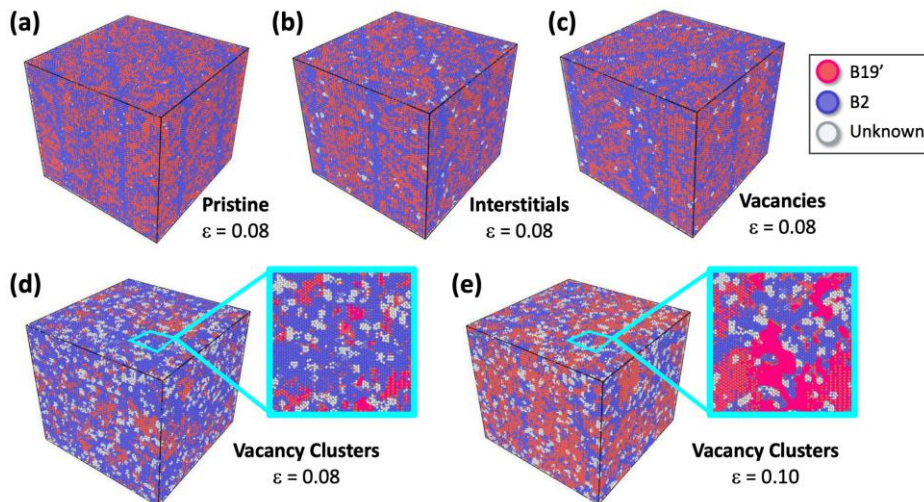 (a)
(b)
(c)
B19’
B2
Unknown
Pristine
ε = 0.08
Interstitials
ε = 0.08
Vacancies
ε = 0.08
(d)
(e)
Vacancy Clusters
ε = 0.08
Vacancy Clusters
ε = 0.10